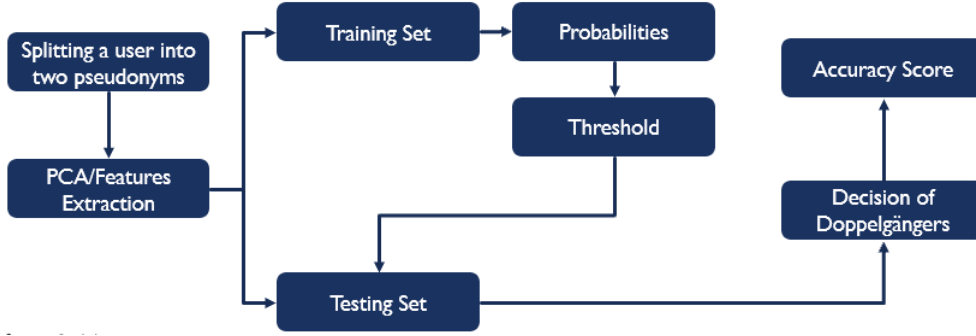 Splitting a user into
two pseudonyms
PCA/Features
Extraction
Training Set
Probabilities
Threshold
Testing Set
Accuracy Score
Decision of
Doppelgängers